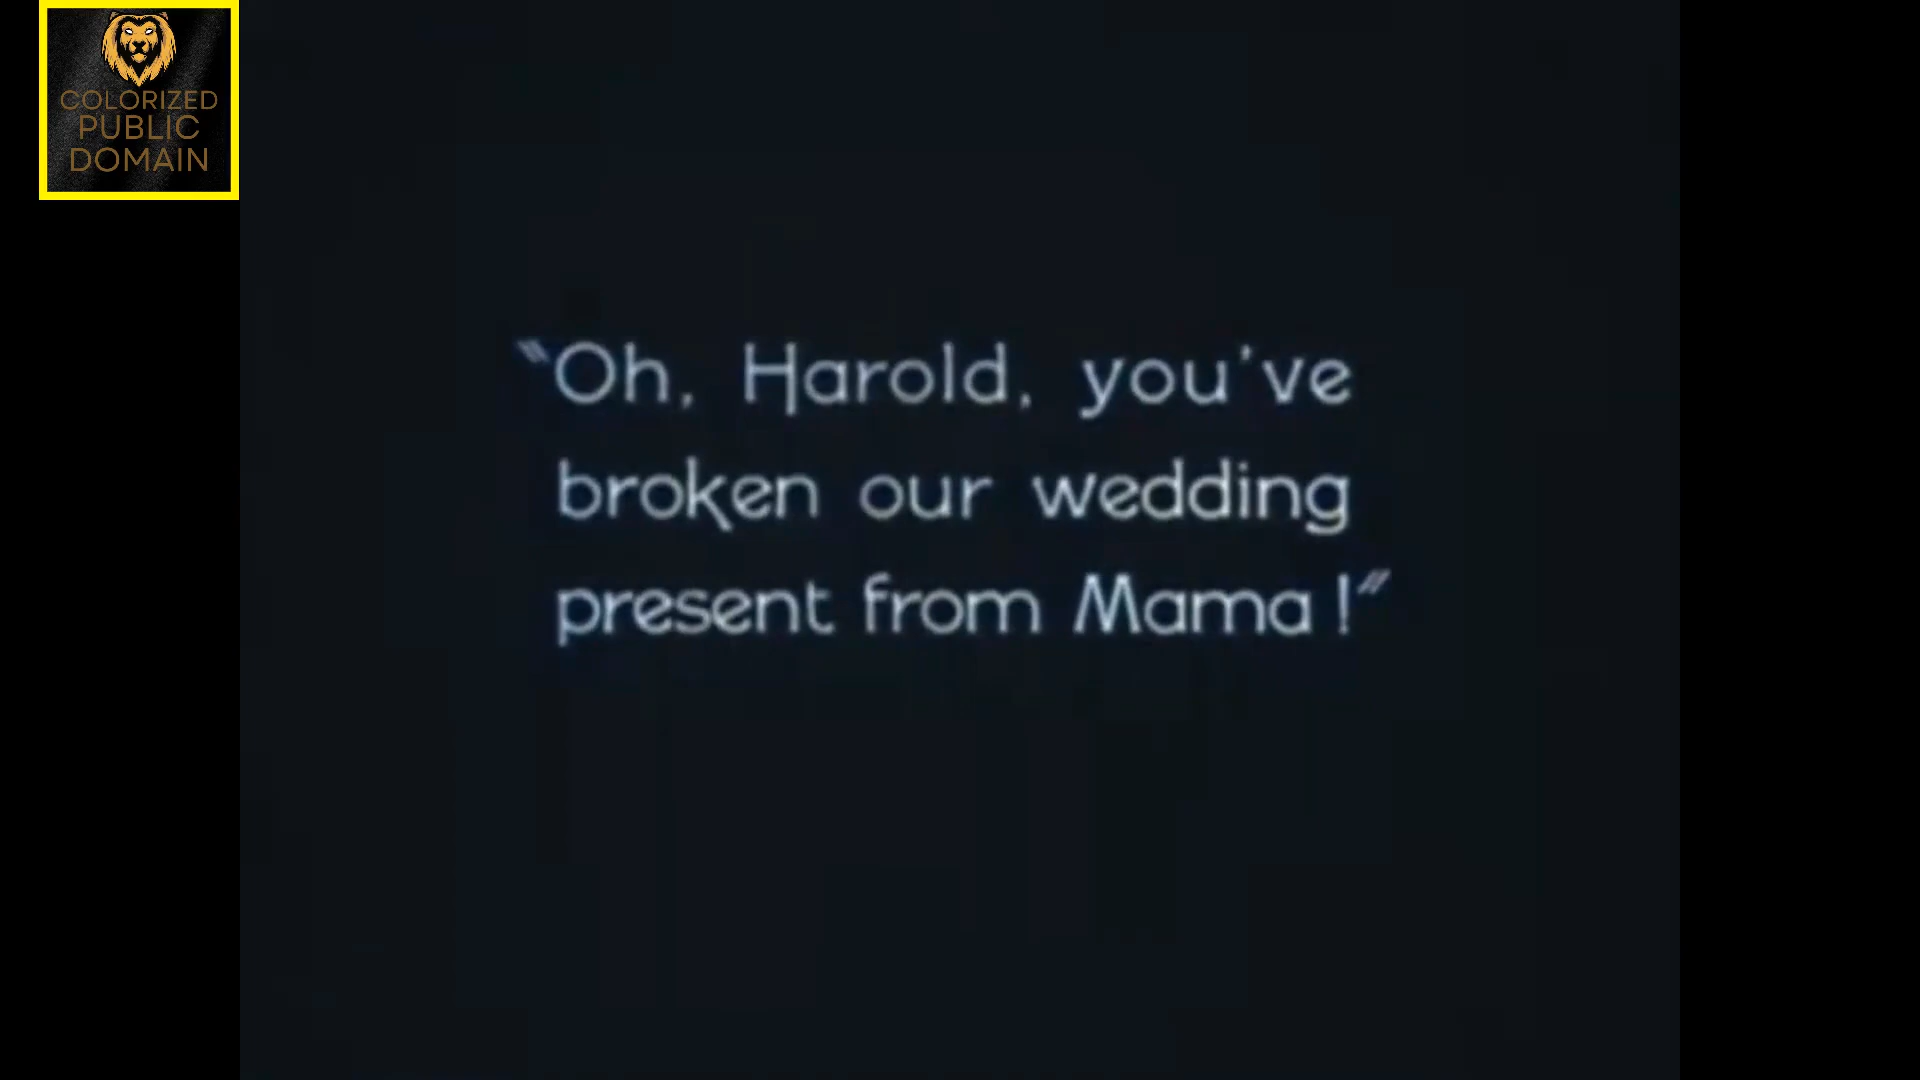 COLORIZED
PUBLIC
DOMAIN
"Oh, Harold, you've
broken our wedding
present from Mama!"